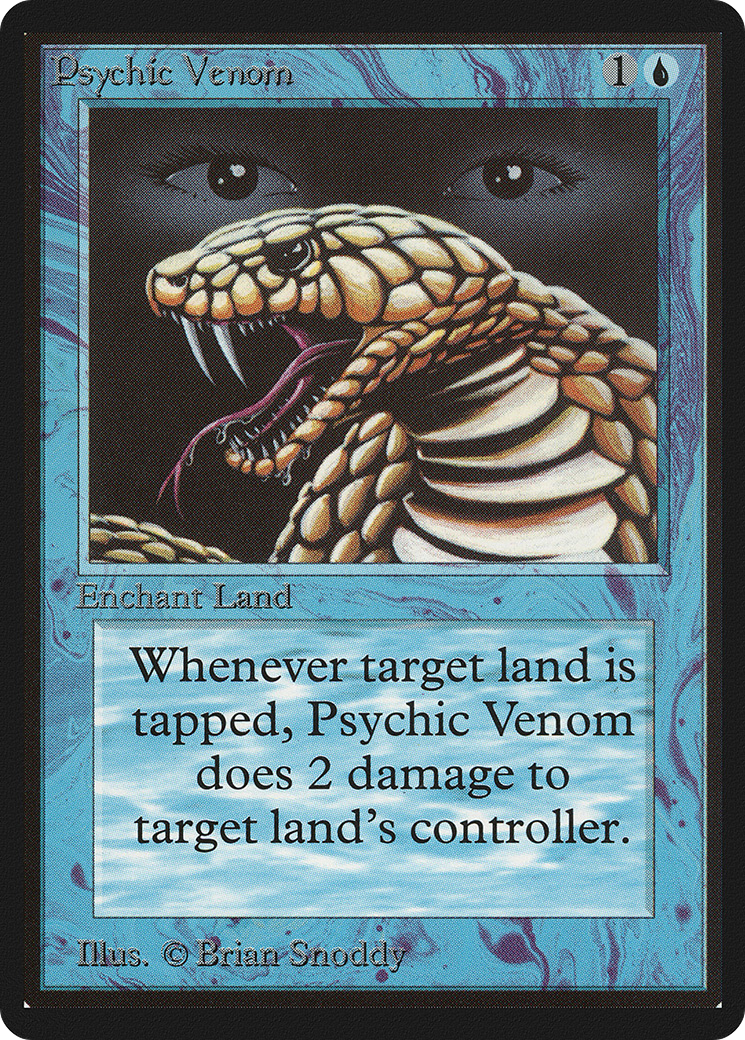 Psychic Venom 1
Enchant Land
Whenever target land is
tapped, Psychic Venom
does 2 damage to
target land's controller.
Illus. © Brian Snoddy